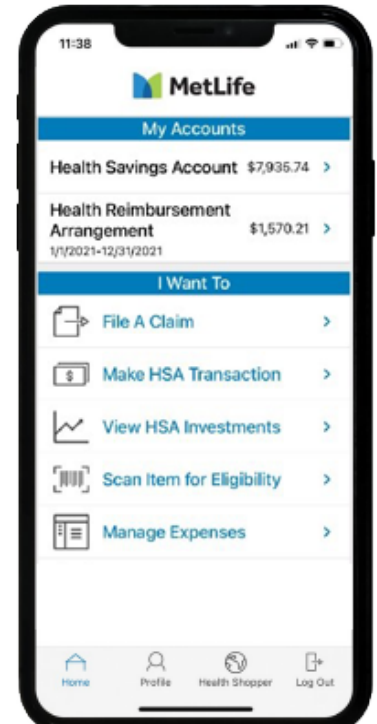 11:38
MetLife
My Accounts
Health Savings Account $7,935.74 >
Health Reimbursement
Arrangement $1,570.21 >
1/1/2021-12/31/2021
I Want To
File A Claim >
$ Make HSA Transaction >
View HSA Investments >
Scan Item for Eligibility >
Manage Expenses >
Home Profile Health Shopper Log Out